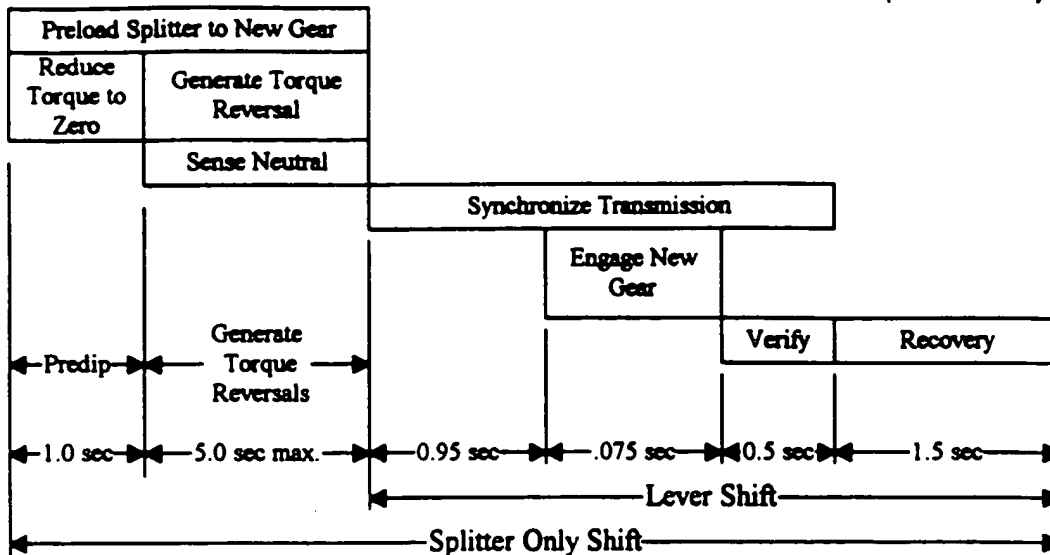 Preload Splitter to New Gear
Reduce
Torque to
Zero
Generate Torque
Reversal
Sense Neutral
Synchronize Transmission
Engage New
Gear
Verify
Recovery
Predip
Generate
Torque
Reversals
1.0 sec
5.0 sec max.
0.95 sec
.075 sec
0.5 sec
1.5 sec
Lever Shift
Splitter Only Shift